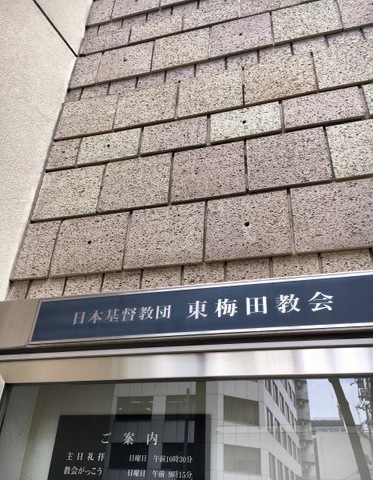 日本基督教団 東梅田教会
ご案内
主日礼拝 日曜日 午前10時30分
教会がっこう 日曜日 午前 9時15分